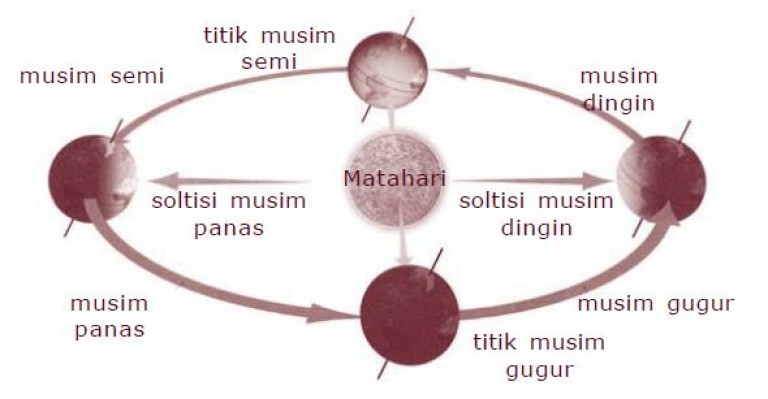 titik musim
semi
musim semi
musim
dingin
Matahari
soltisi musim
panas
soltisi musim
dingin
musim
panas
musim gugur
titik musim
gugur